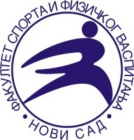 ФАКУЛТЕТ СПОРТА И ФИЗИЧКОГ ВАСПИТАЊА
· НОВИ САД ·